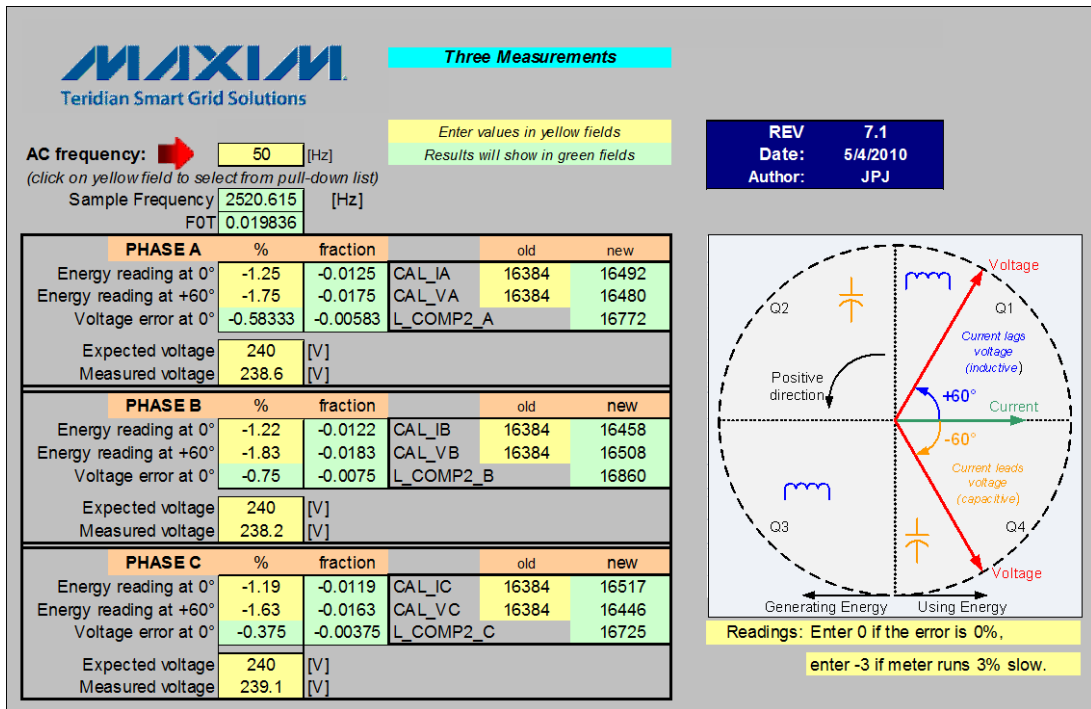 MAXIM
Teridian Smart Grid Solutions
Three Measurements
Enter values in yellow fields
Results will show in green fields
REV 7.1
Date: 5/4/2010
Author: JPJ
AC frequency: 50 [Hz]
(click on yellow field to select from pull-down list)
Sample Frequency 2520.615 [Hz]
F0T 0.019836
PHASE A % fraction old new
Energy reading at 0° -1.25 -0.0125 CAL_IA 16384 16492
Energy reading at +60° -1.75 -0.0175 CAL_VA 16384 16480
Voltage error at 0° -0.58333 -0.00583 L_COMP2_A 16772
Expected voltage 240 [V]
Measured voltage 238.6 [V]
PHASE B % fraction old new
Energy reading at 0° -1.22 -0.0122 CAL_IB 16384 16458
Energy reading at +60° -1.83 -0.0183 CAL_VB 16384 16508
Voltage error at 0° -0.75 -0.0075 L_COMP2_B 16860
Expected voltage 240 [V]
Measured voltage 238.2 [V]
PHASE C % fraction old new
Energy reading at 0° -1.19 -0.0119 CAL_IC 16384 16517
Energy reading at +60° -1.63 -0.0163 CAL_VC 16384 16446
Voltage error at 0° -0.375 -0.00375 L_COMP2_C 16725
Expected voltage 240 [V]
Measured voltage 239.1 [V]
Voltage
Q2
Q1
Current lags
voltage
(inductive)
Positive
direction
+60°
Current
-60°
Current leads
voltage
(capacitive)
Q3
Q4
Voltage
Generating Energy Using Energy
Readings: Enter 0 if the error is 0%,
enter -3 if meter runs 3% slow.